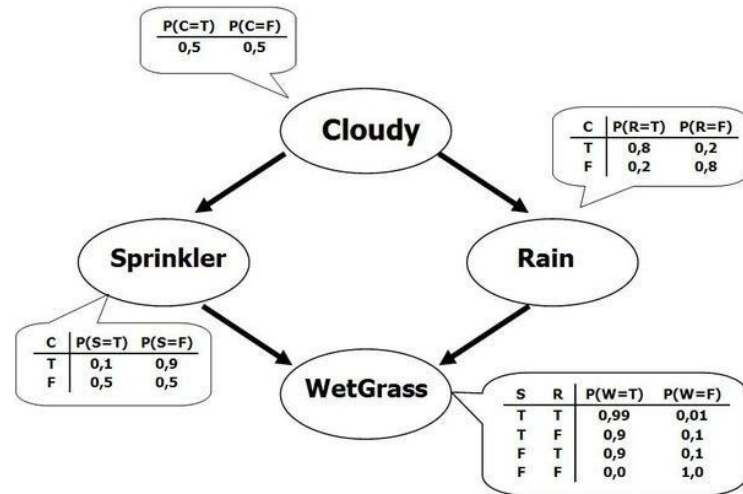 P(C=T) P(C=F)
0,5 0,5
Cloudy
C P(R=T) P(R=F)
T 0,8 0,2
F 0,2 0,8
Sprinkler
Rain
C P(S=T) P(S=F)
T 0,1 0,9
F 0,5 0,5
WetGrass
S R P(W=T) P(W=F)
T T 0,99 0,01
T F 0,9 0,1
F T 0,9 0,1
F F 0,0 1,0